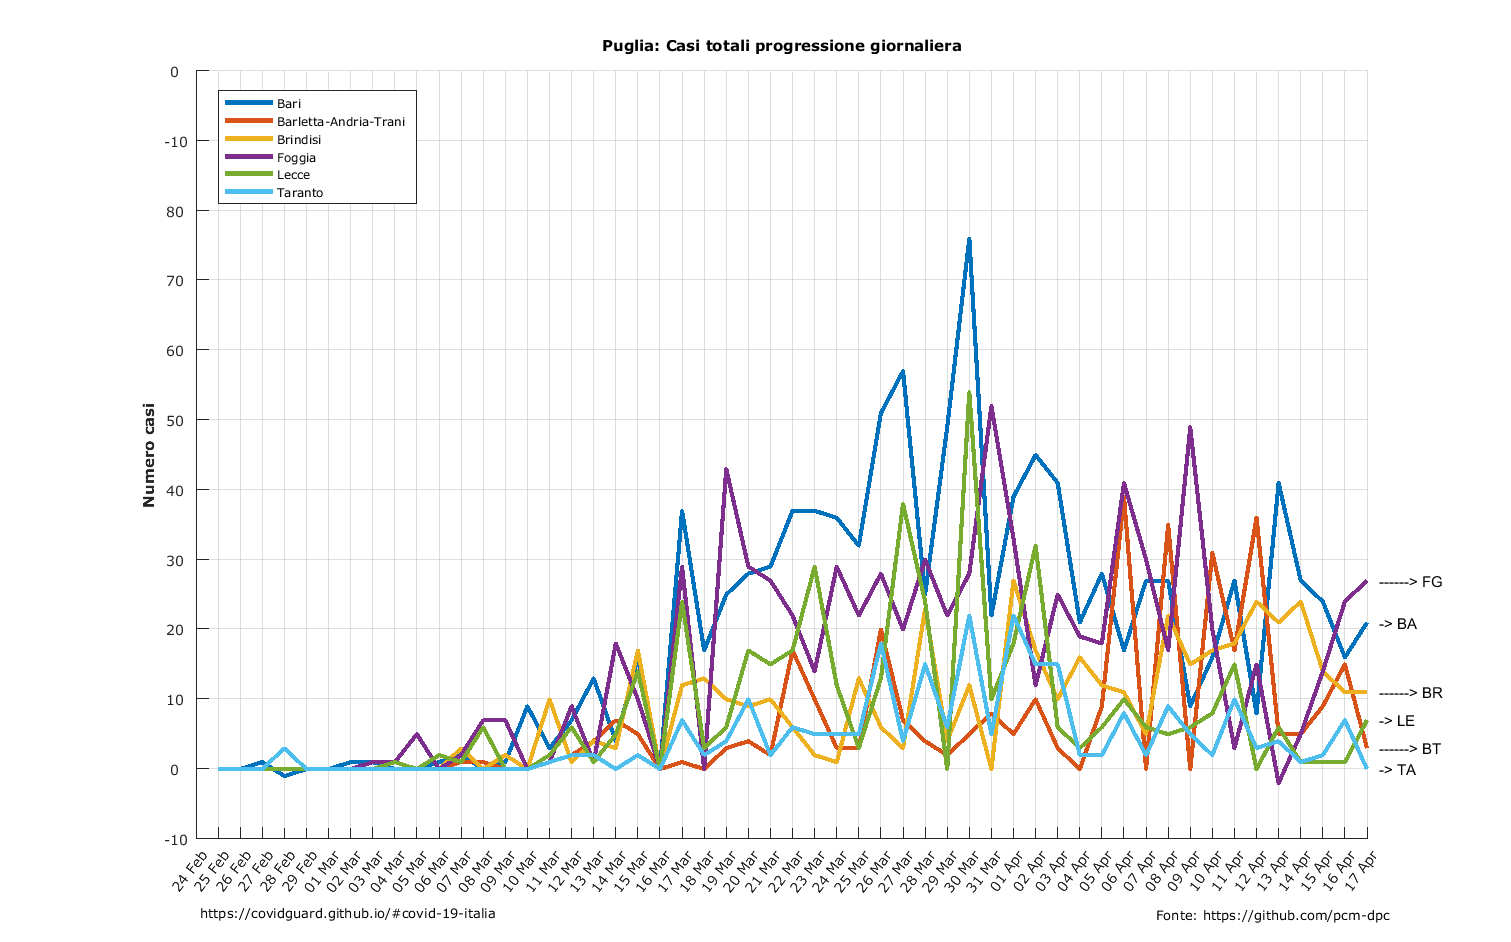 Puglia: Casi totali progressione giornaliera
0
-10
80
70
60
50
40
30
20
10
0
-10
Numero casi
Bari
Barletta-Andria-Trani
Brindisi
Foggia
Lecce
Taranto
------> FG
-> BA
------> BR
-> LE
------> BT
-> TA
24 Feb
25 Feb
26 Feb
27 Feb
28 Feb
29 Feb
01 Mar
02 Mar
03 Mar
04 Mar
05 Mar
06 Mar
07 Mar
08 Mar
09 Mar
10 Mar
11 Mar
12 Mar
13 Mar
14 Mar
15 Mar
16 Mar
17 Mar
18 Mar
19 Mar
20 Mar
21 Mar
22 Mar
23 Mar
24 Mar
25 Mar
26 Mar
27 Mar
28 Mar
29 Mar
30 Mar
31 Mar
01 Apr
02 Apr
03 Apr
04 Apr
05 Apr
06 Apr
07 Apr
08 Apr
09 Apr
10 Apr
11 Apr
12 Apr
13 Apr
14 Apr
15 Apr
16 Apr
17 Apr
https://covidguard.github.io/#covid-19-italia
Fonte: https://github.com/pcm-dpc